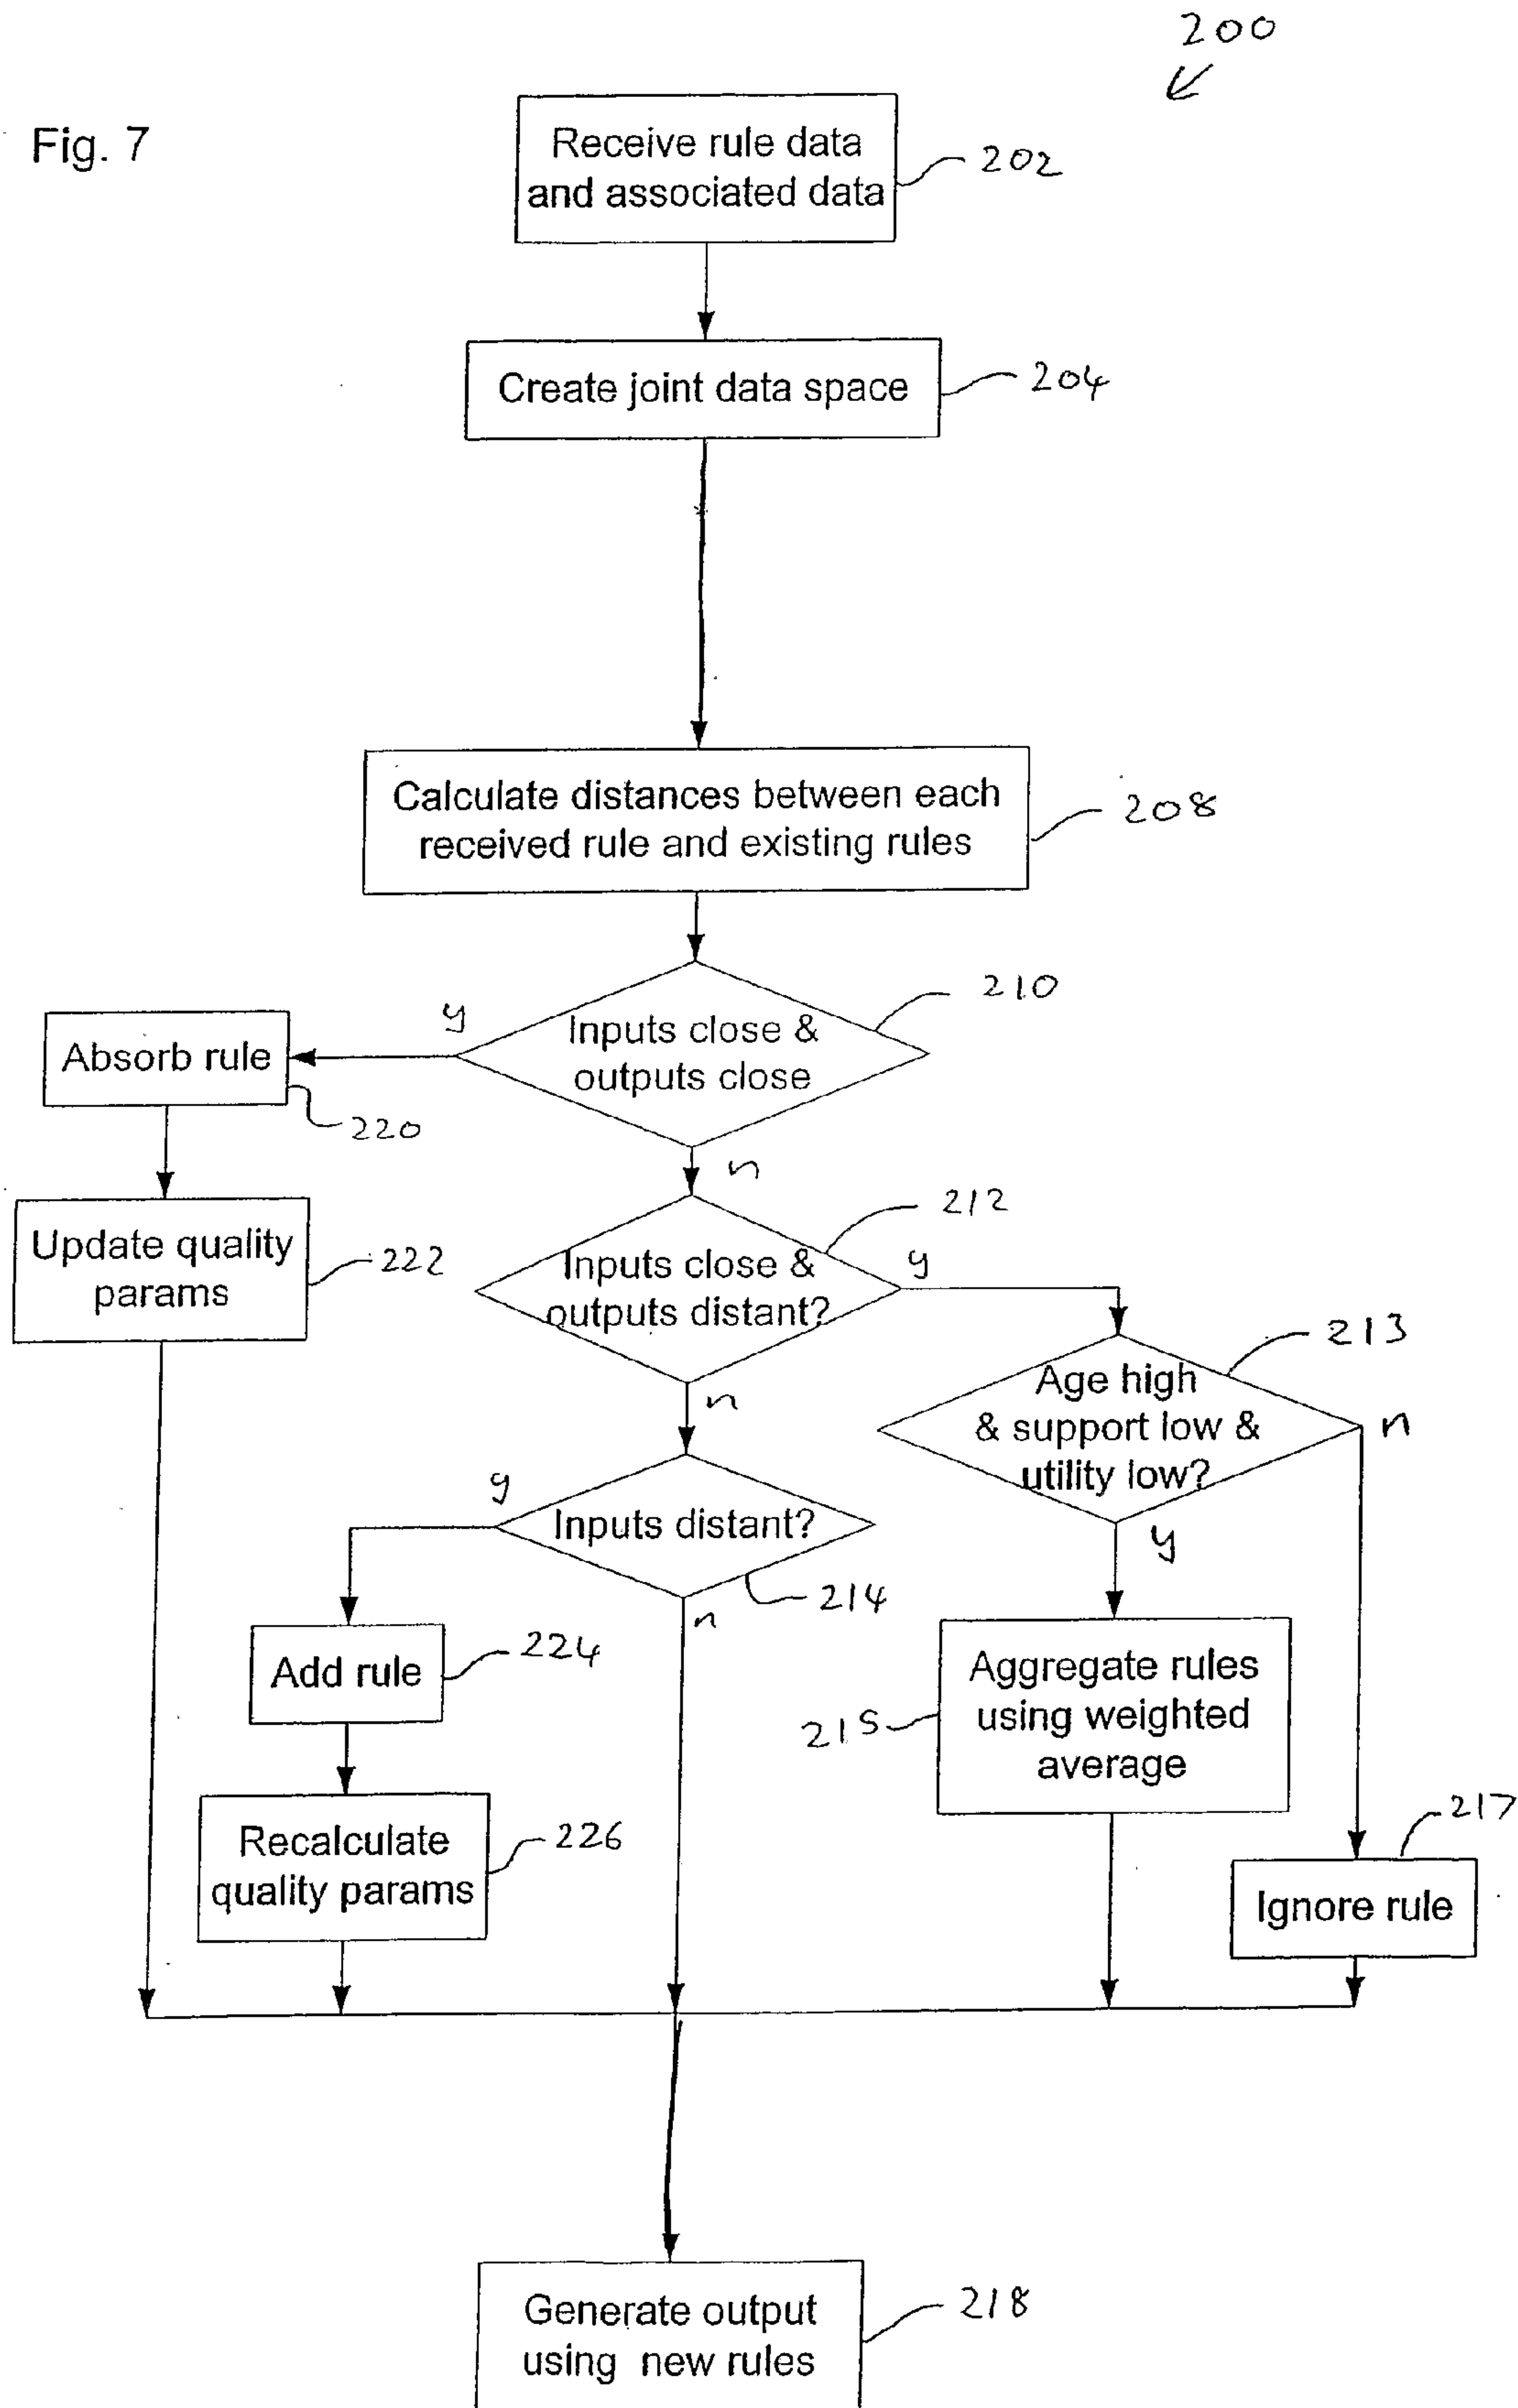 200
Fig. 7
Receive rule data
and associated data
202
Create joint data space
204
Calculate distances between each
received rule and existing rules
208
210
y
Inputs close &
outputs close
Absorb rule
220
n
212
Update quality
params
222
Inputs close &
outputs distant?
y
213
n
Age high
& support low &
utility low?
n
y
Inputs distant?
y
214
n
Add rule
224
Aggregate rules
using weighted
average
215
217
Recalculate
quality params
226
Ignore rule
Generate output
using new rules
218